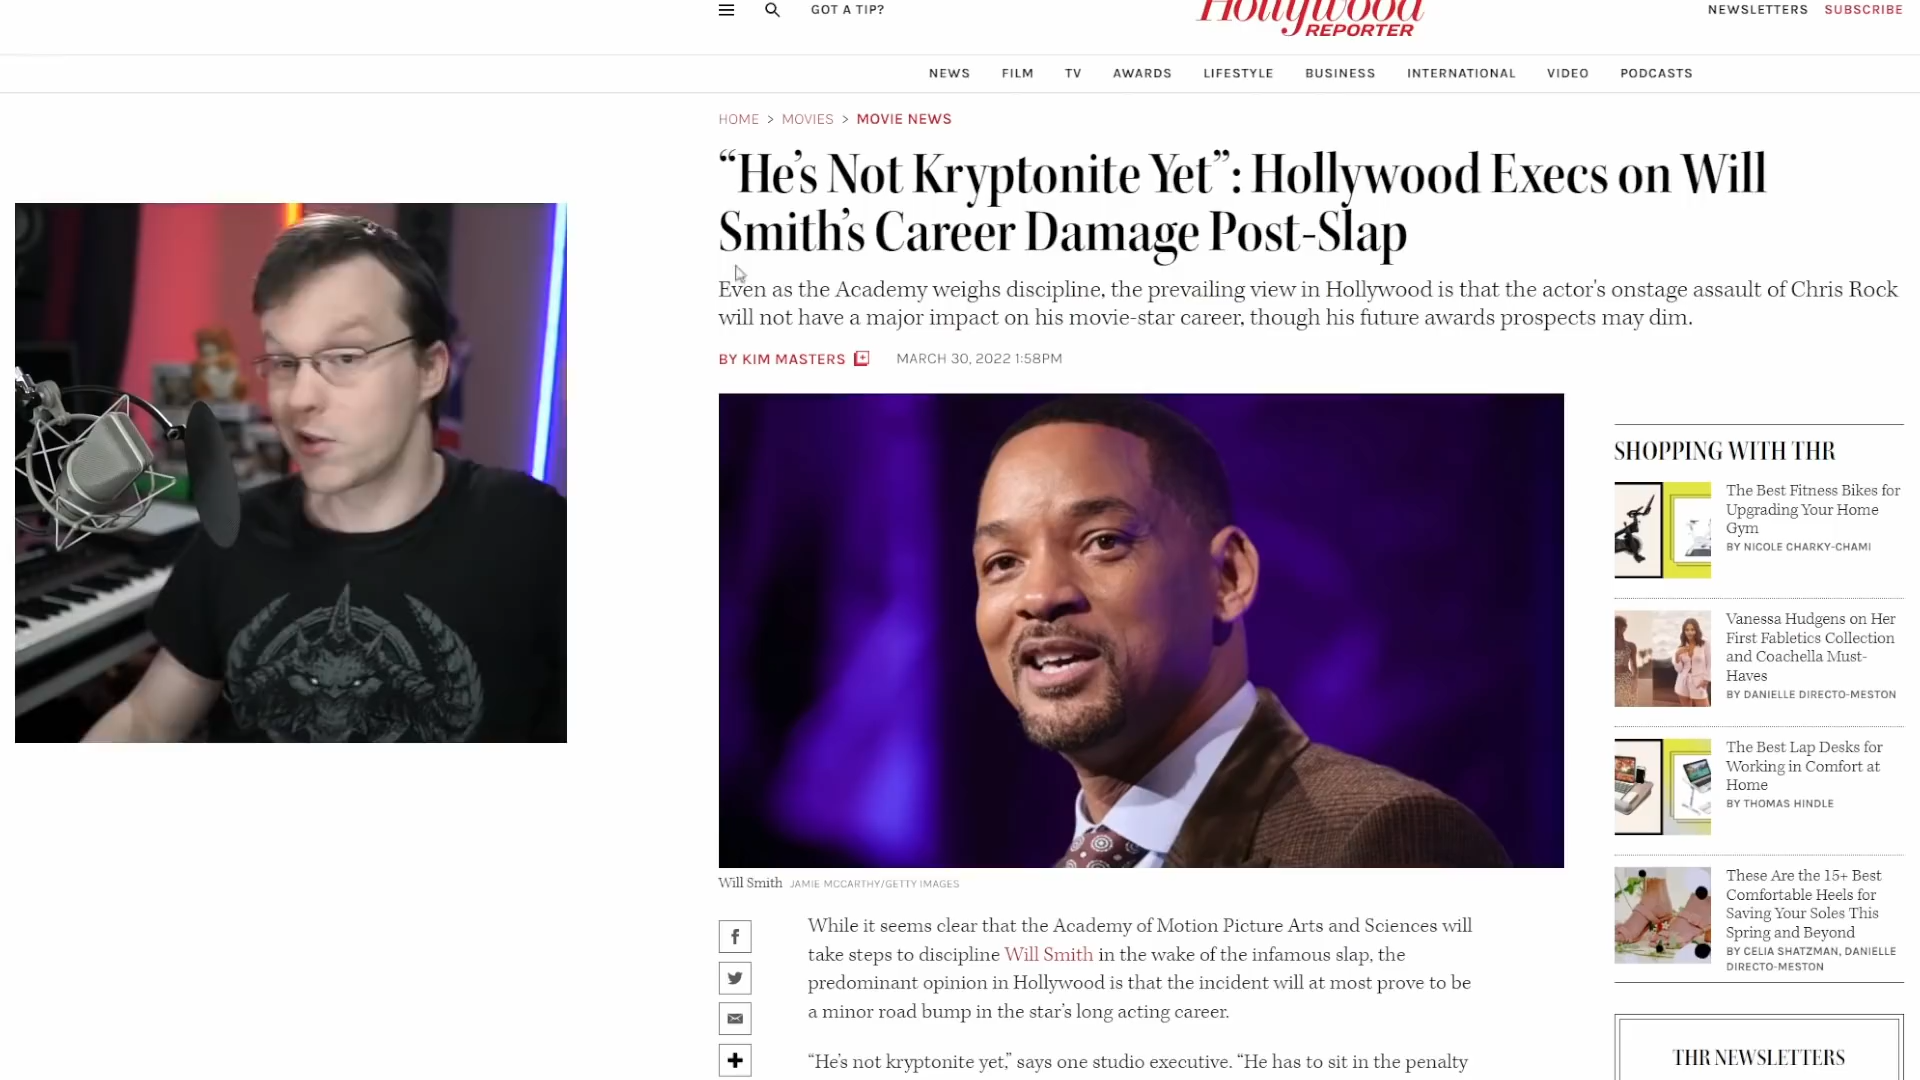 GOT A TIP?
Hollywood
REPORTER
NEWSLETTERS SUBSCRIBE
NEWS FILM TV AWARDS LIFESTYLE BUSINESS INTERNATIONAL VIDEO PODCASTS
HOME > MOVIES > MOVIE NEWS
“He’s Not Kryptonite Yet”: Hollywood Execs on Will
Smith’s Career Damage Post-Slap
Even as the Academy weighs discipline, the prevailing view in Hollywood is that the actor’s onstage assault of Chris Rock
will not have a major impact on his movie-star career, though his future awards prospects may dim.
BY KIM MASTERS MARCH 30, 2022 1:58PM
Will Smith JAMIE MCCARTHY/GETTY IMAGES
While it seems clear that the Academy of Motion Picture Arts and Sciences will
take steps to discipline Will Smith in the wake of the infamous slap, the
predominant opinion in Hollywood is that the incident will at most prove to be
a minor road bump in the star’s long acting career.
“He’s not kryptonite yet,” says one studio executive. “He has to sit in the penalty
SHOPPING WITH THR
The Best Fitness Bikes for
Upgrading Your Home
Gym
BY NICOLE CHARKY-CHAMI
Vanessa Hudgens on Her
First Fabletics Collection
and Coachella Must-
Haves
BY DANIELLE DIRECTO-MESTON
The Best Lap Desks for
Working in Comfort at
Home
BY THOMAS HINDLE
These Are the 15+ Best
Comfortable Heels for
Saving Your Soles This
Spring and Beyond
BY CELIA SHATZMAN, DANIELLE
DIRECTO-MESTON
THR NEWSLETTERS